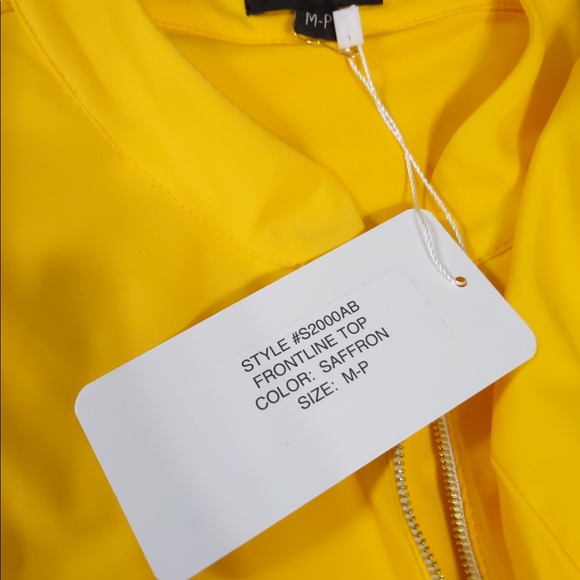 M-P
STYLE #S2000AB
FRONTLINE TOP
COLOR: SAFFRON
SIZE: M-P